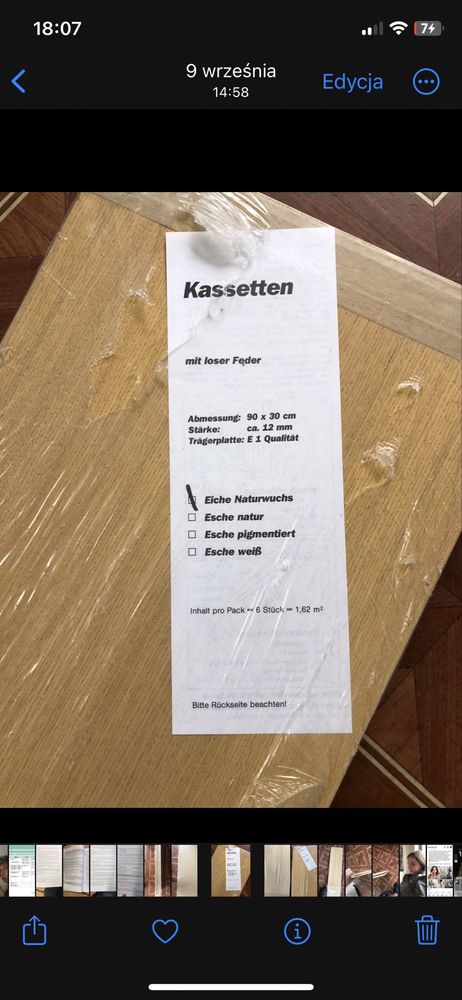 18:07
7
9 września
14:58
Edycja
Kassetten
mit loser Feder
Abmessung: 90 x 30 cm
Stärke: ca. 12 mm
Trägerplatte: E 1 Qualität
Eiche Naturwuchs
Esche natur
Esche pigmentiert
Esche weiß
Inhalt pro Pack = 6 Stück = 1,62 m²
Bitte Rückseite beachten!